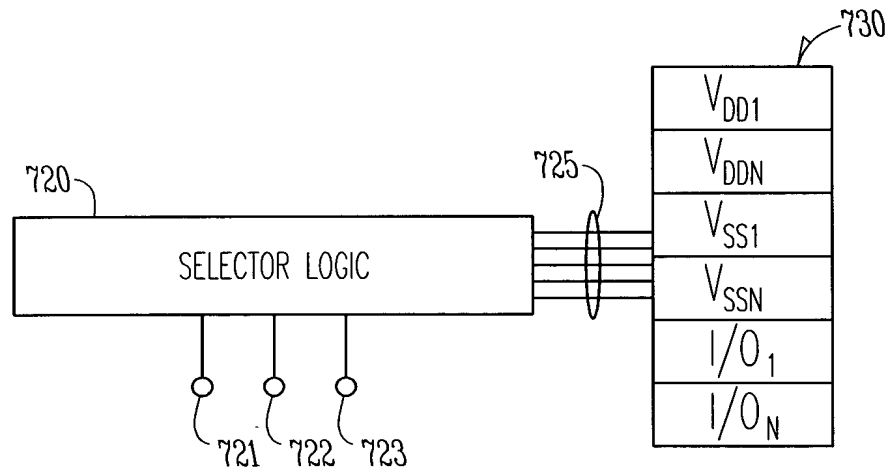 730
V_DD1
V_DDN
720
725
V_SS1
SELECTOR LOGIC
V_SSN
I/O_1
I/O_N
721
722
723